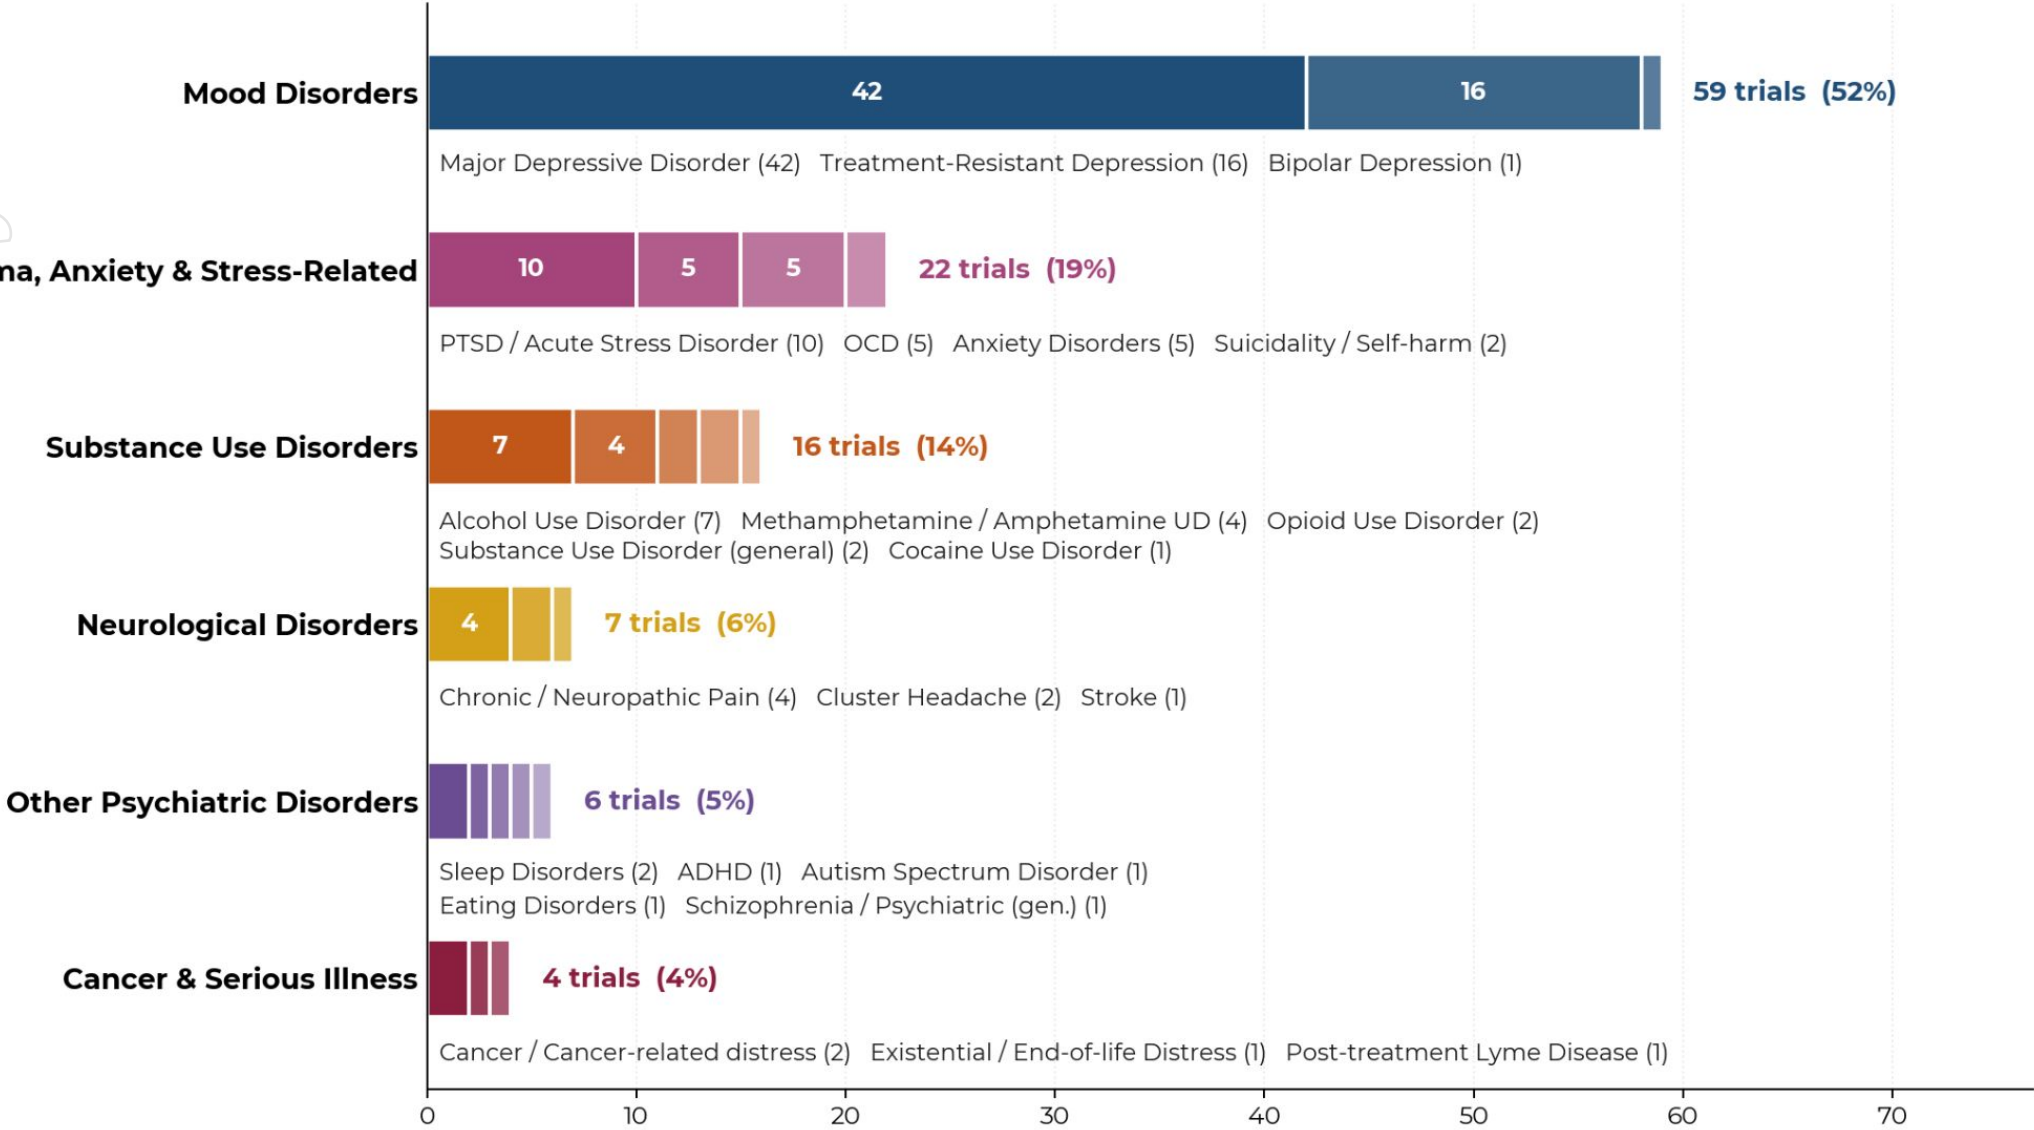 Mood Disorders
42 16 59 trials (52%)
Major Depressive Disorder (42) Treatment-Resistant Depression (16) Bipolar Depression (1)
Anxiety & Stress-Related
10 5 5 22 trials (19%)
PTSD / Acute Stress Disorder (10) OCD (5) Anxiety Disorders (5) Suicidality / Self-harm (2)
Substance Use Disorders
7 4 16 trials (14%)
Alcohol Use Disorder (7) Methamphetamine / Amphetamine UD (4) Opioid Use Disorder (2)
Substance Use Disorder (general) (2) Cocaine Use Disorder (1)
Neurological Disorders
4 7 trials (6%)
Chronic / Neuropathic Pain (4) Cluster Headache (2) Stroke (1)
Other Psychiatric Disorders
6 trials (5%)
Sleep Disorders (2) ADHD (1) Autism Spectrum Disorder (1)
Eating Disorders (1) Schizophrenia / Psychiatric (gen.) (1)
Cancer & Serious Illness
4 trials (4%)
Cancer / Cancer-related distress (2) Existential / End-of-life Distress (1) Post-treatment Lyme Disease (1)
0 10 20 30 40 50 60 70